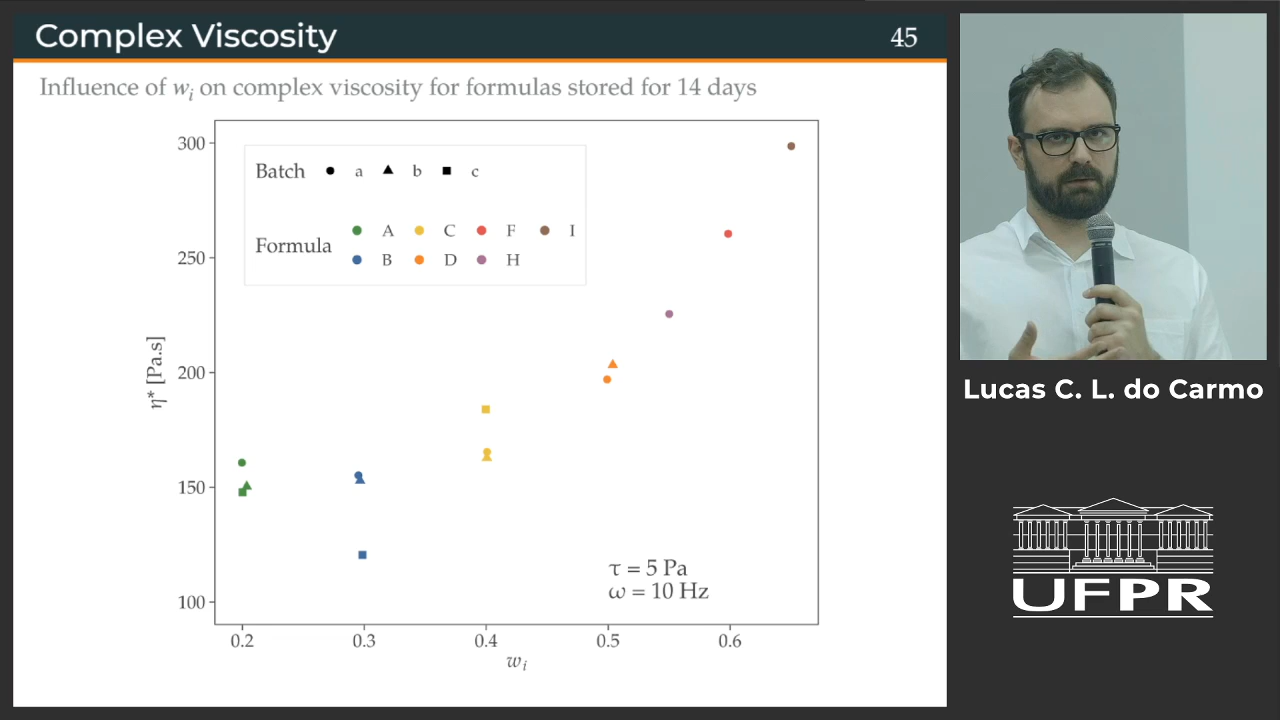 Complex Viscosity
45
Influence of wᵢ on complex viscosity for formulas stored for 14 days
300
250
200
150
100
η* [Pa.s]
Batch a b c
Formula
A C F I
B D H
τ = 5 Pa
ω = 10 Hz
0.2 0.3 0.4 0.5 0.6
wᵢ
Lucas C. L. do Carmo
UFPR